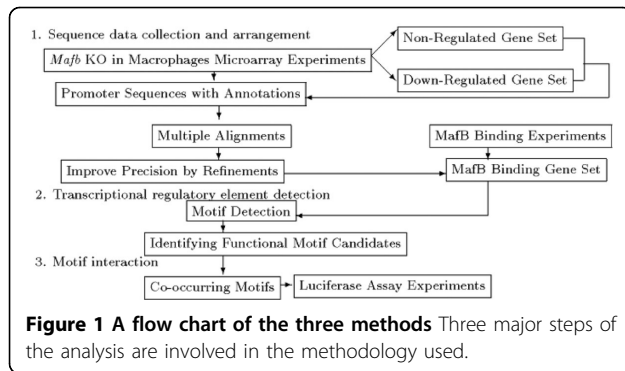 1. Sequence data collection and arrangement
Non-Regulated Gene Set
Mafb KO in Macrophages Microarray Experiments
Down-Regulated Gene Set
Promoter Sequences with Annotations
Multiple Alignments
MafB Binding Experiments
Improve Precision by Refinements
MafB Binding Gene Set
2. Transcriptional regulatory element detection
Motif Detection
Identifying Functional Motif Candidates
3. Motif interaction
Co-occurring Motifs
Luciferase Assay Experiments
Figure 1 A flow chart of the three methods Three major steps of
the analysis are involved in the methodology used.